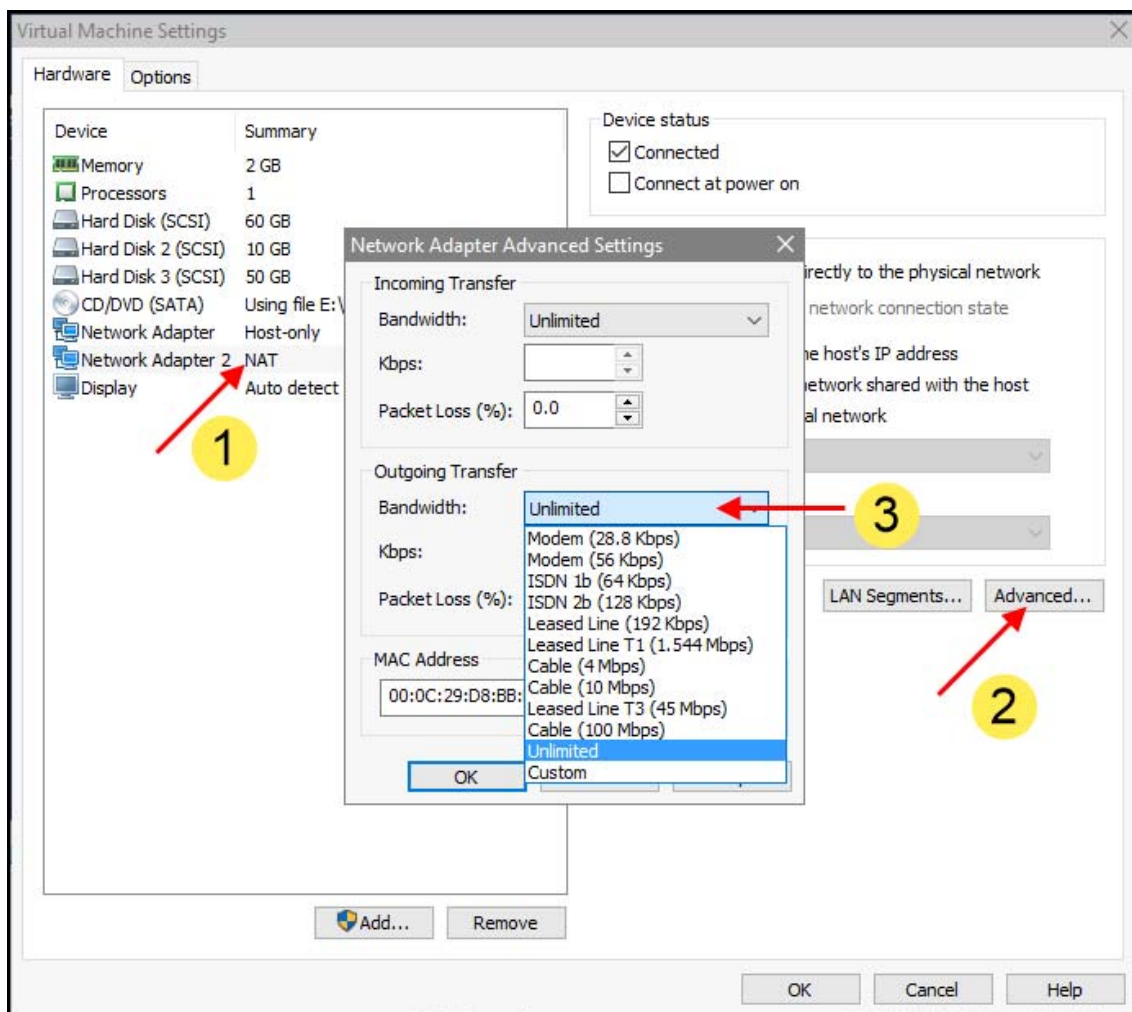 Virtual Machine Settings
Hardware Options
Device Summary
Memory 2 GB
Processors 1
Hard Disk (SCSI) 60 GB
Hard Disk 2 (SCSI) 10 GB
Hard Disk 3 (SCSI) 50 GB
CD/DVD (SATA) Using file E:\
Network Adapter Host-only
Network Adapter 2 NAT
Display Auto detect
1
Add... Remove
Device status
Connected
Connect at power on
directly to the physical network
network connection state
host's IP address
network shared with the host
network
LAN Segments... Advanced...
2
Network Adapter Advanced Settings
Incoming Transfer
Bandwidth: Unlimited
Kbps:
Packet Loss (%): 0.0
Outgoing Transfer
Bandwidth: Unlimited
3
Kbps:
Packet Loss (%):
Modem (28.8 Kbps)
Modem (56 Kbps)
ISDN 1b (64 Kbps)
ISDN 2b (128 Kbps)
Leased Line (192 Kbps)
Leased Line T1 (1.544 Mbps)
Cable (4 Mbps)
Cable (10 Mbps)
Leased Line T3 (45 Mbps)
Cable (100 Mbps)
Unlimited
Custom
MAC Address
00:0C:29:D8:BB:
OK
OK Cancel Help